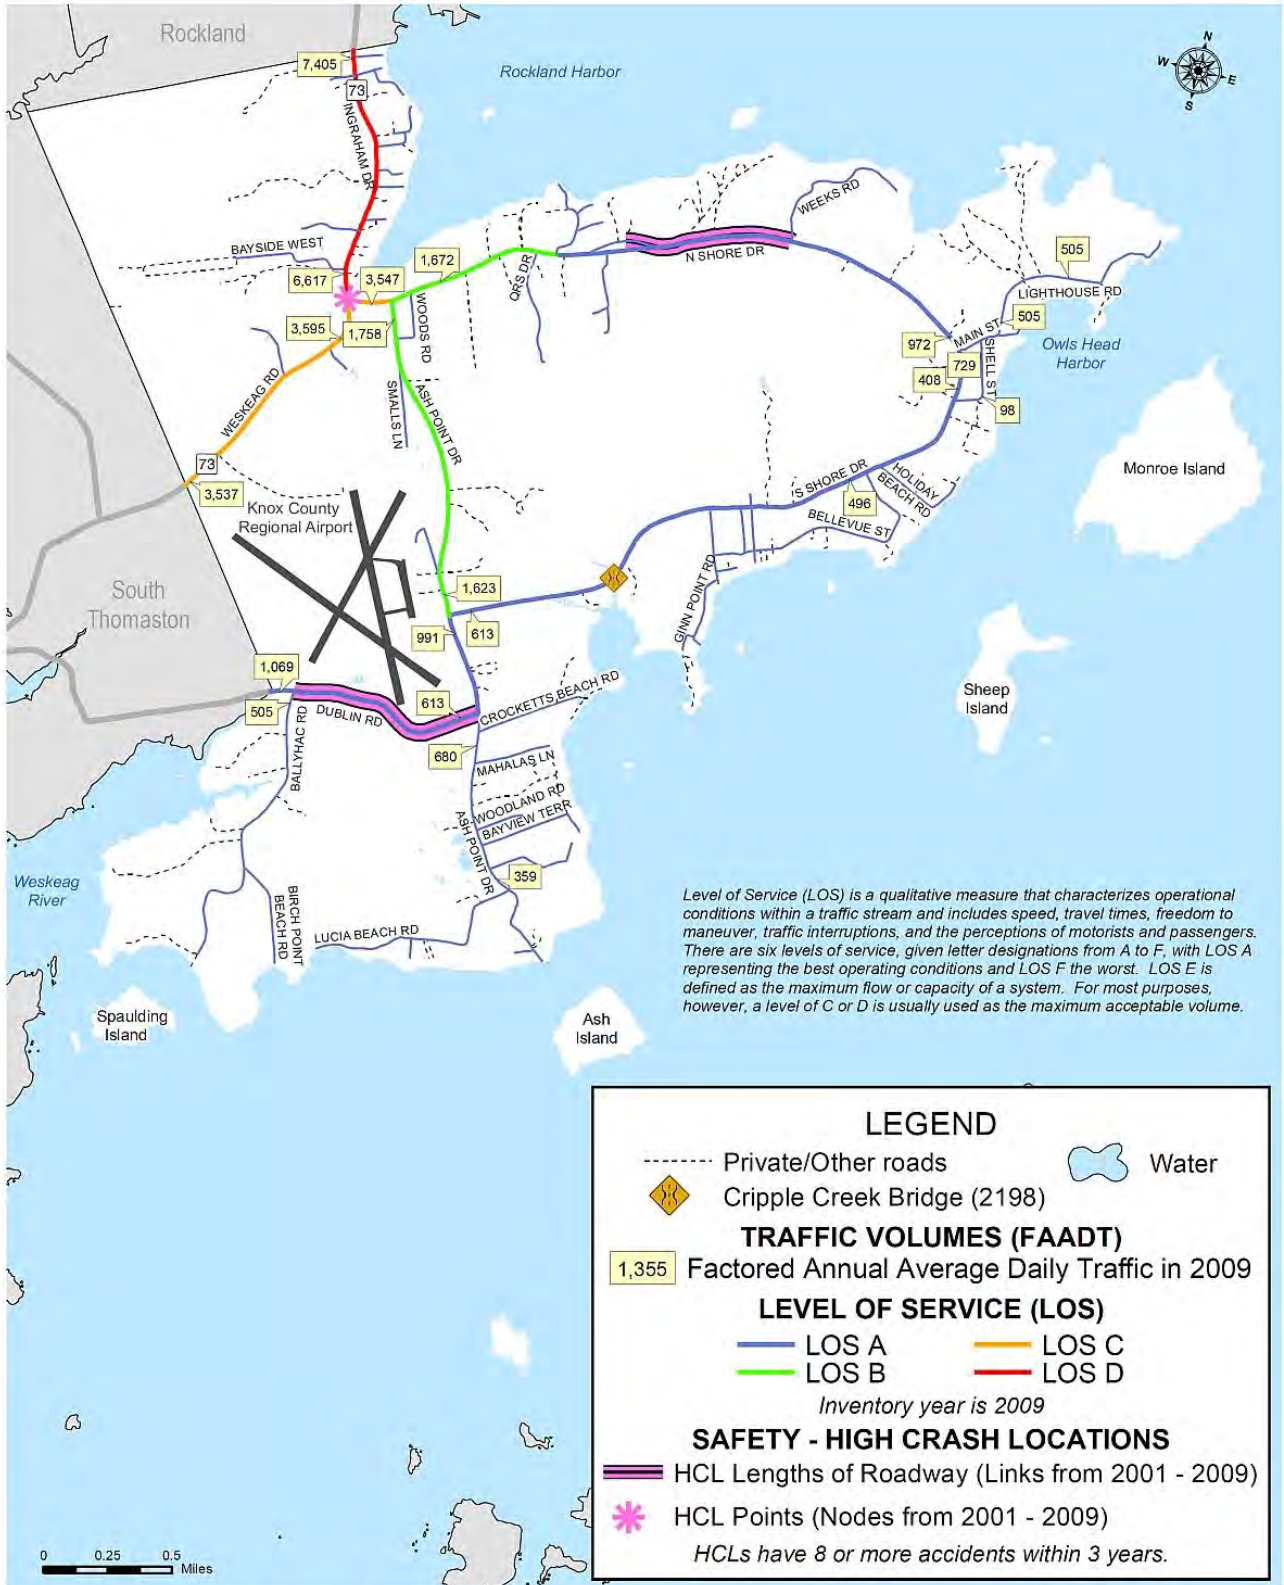 Rockland
N
W
E
S
Rockland Harbor
7,405
73
INGRAHAM DR
WEEKS RD
BAYSIDE WEST
1,672
N SHORE DR
505
6,617
3,547
QRS DR
LIGHTHOUSE RD
WOODS RD
505
3,595
1,758
MAIN ST
972
Owls Head
Harbor
729
SHELL ST
408
98
WESKEAG RD
SMALLS LN
ASH POINT DR
Monroe Island
73
3,537
S SHORE DR
HOLIDAY
BEACH RD
496
BELLEVUE ST
Knox County
Regional Airport
GINN POINT RD
South
Thomaston
1,623
991
613
1,069
505
DUBLIN RD
613
CROCKETTS BEACH RD
Sheep
Island
BALLYHAC RD
680
MAHALAS LN
WOODLAND RD
BAYVIEW TERR
ASH POINT DR
359
Weskeag
River
BIRCH POINT
BEACH RD
LUCIA BEACH RD
Level of Service (LOS) is a qualitative measure that characterizes operational
conditions within a traffic stream and includes speed, travel times, freedom to
maneuver, traffic interruptions, and the perceptions of motorists and passengers.
There are six levels of service, given letter designations from A to F, with LOS A
representing the best operating conditions and LOS F the worst. LOS E is
defined as the maximum flow or capacity of a system. For most purposes,
however, a level of C or D is usually used as the maximum acceptable volume.
Spaulding
Island
Ash
Island
LEGEND
Private/Other roads
Water
Cripple Creek Bridge (2198)
TRAFFIC VOLUMES (FAADT)
1,355 Factored Annual Average Daily Traffic in 2009
LEVEL OF SERVICE (LOS)
LOS A
LOS C
LOS B
LOS D
Inventory year is 2009
SAFETY - HIGH CRASH LOCATIONS
HCL Lengths of Roadway (Links from 2001 - 2009)
HCL Points (Nodes from 2001 - 2009)
HCLs have 8 or more accidents within 3 years.
0 0.25 0.5
Miles